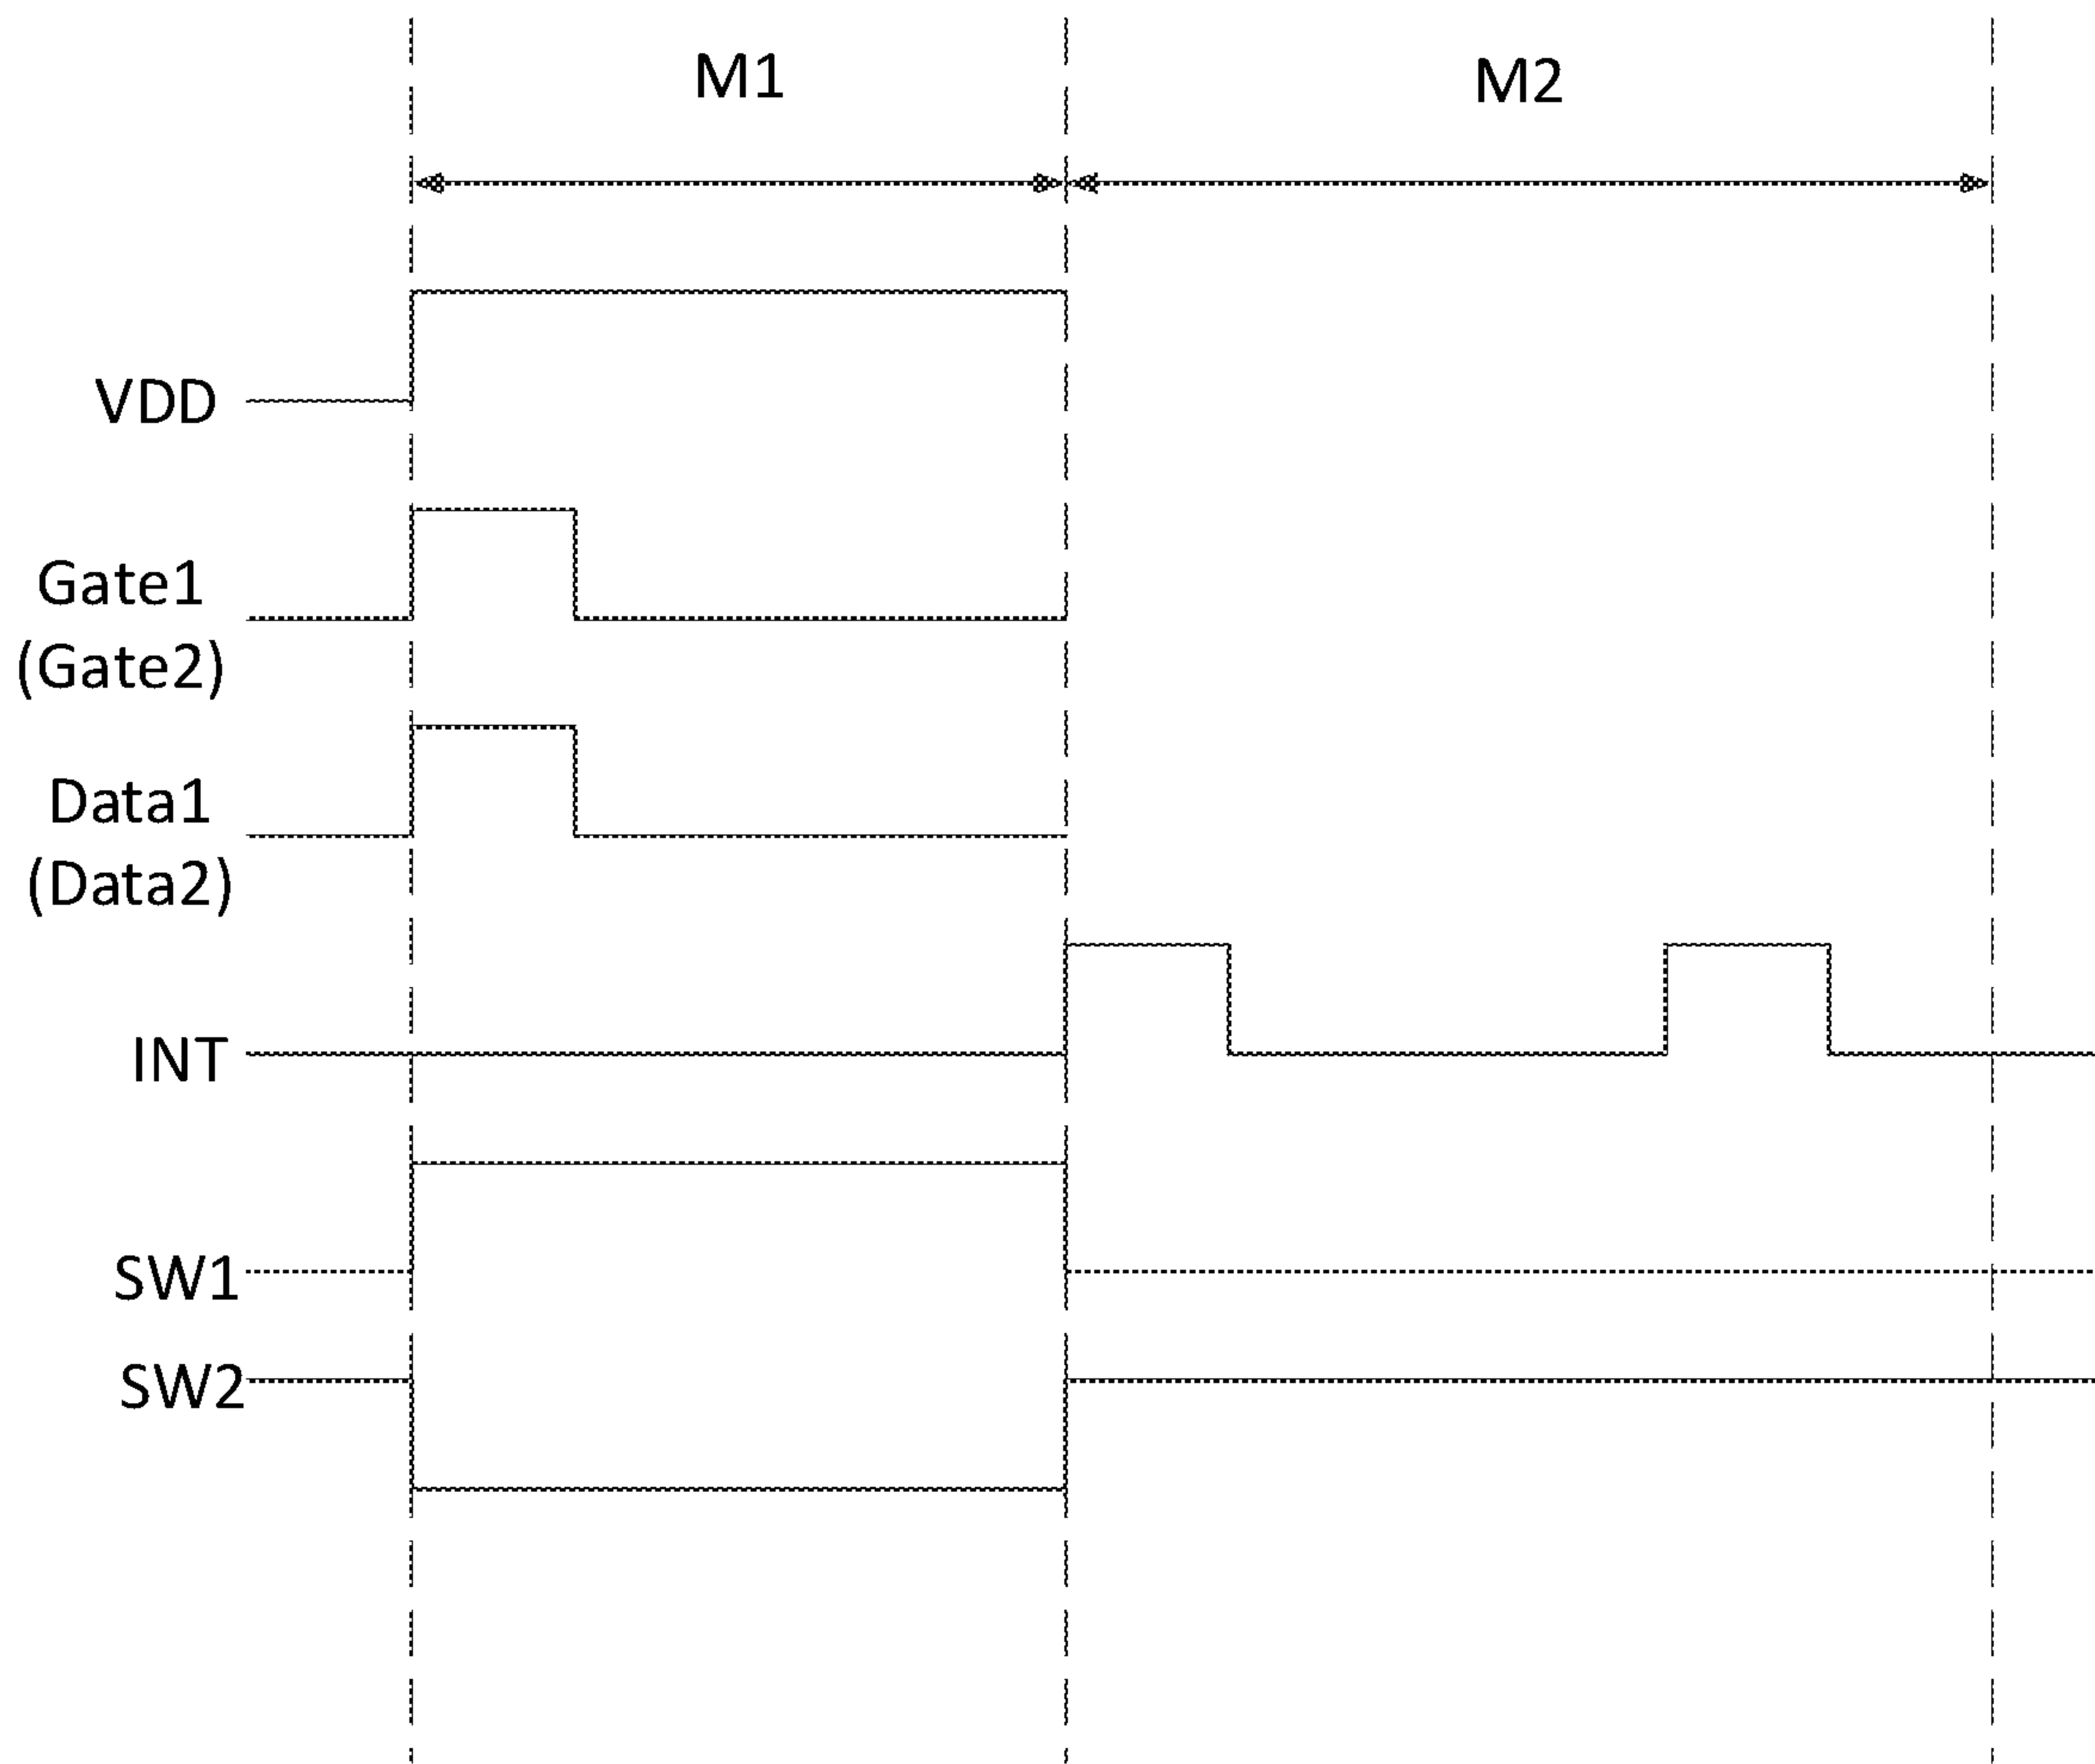 M1
M2
VDD
Gate1
(Gate2)
Data1
(Data2)
INT
SW1
SW2